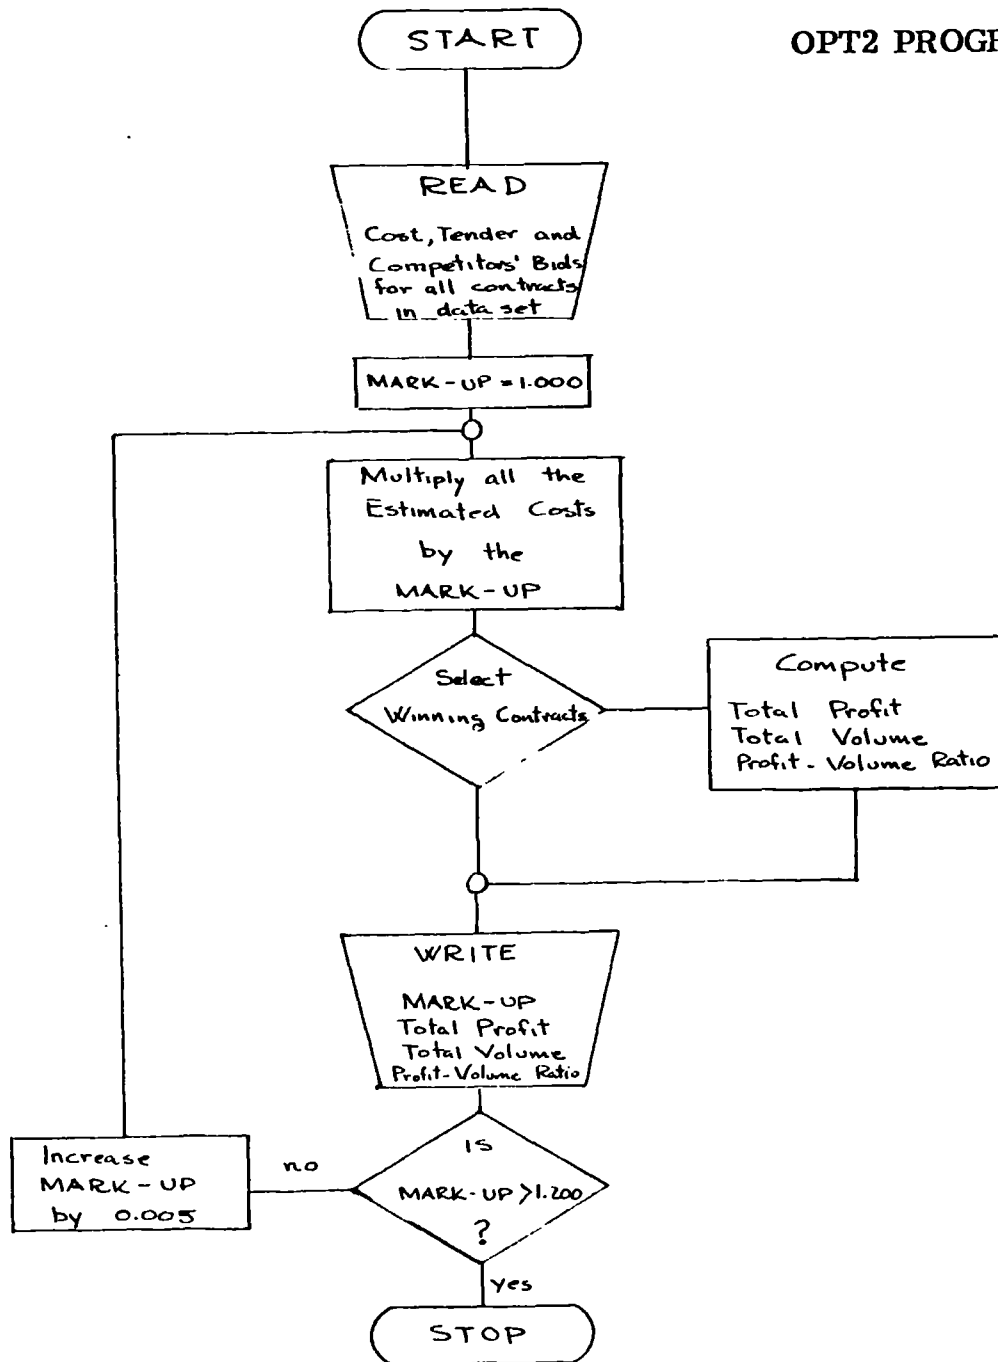 START
OPT2
READ
Cost, Tender and
Competitors' Bids
for all contracts
in data set
MARK-UP = 1.000
Multiply all the
Estimated Costs
by the
MARK-UP
Select
Winning Contracts
Compute
Total Profit
Total Volume
Profit-Volume Ratio
WRITE
MARK-UP
Total Profit
Total Volume
Profit-Volume Ratio
Increase
MARK-UP
by 0.005
no
IS
MARK-UP > 1.200
?
yes
STOP